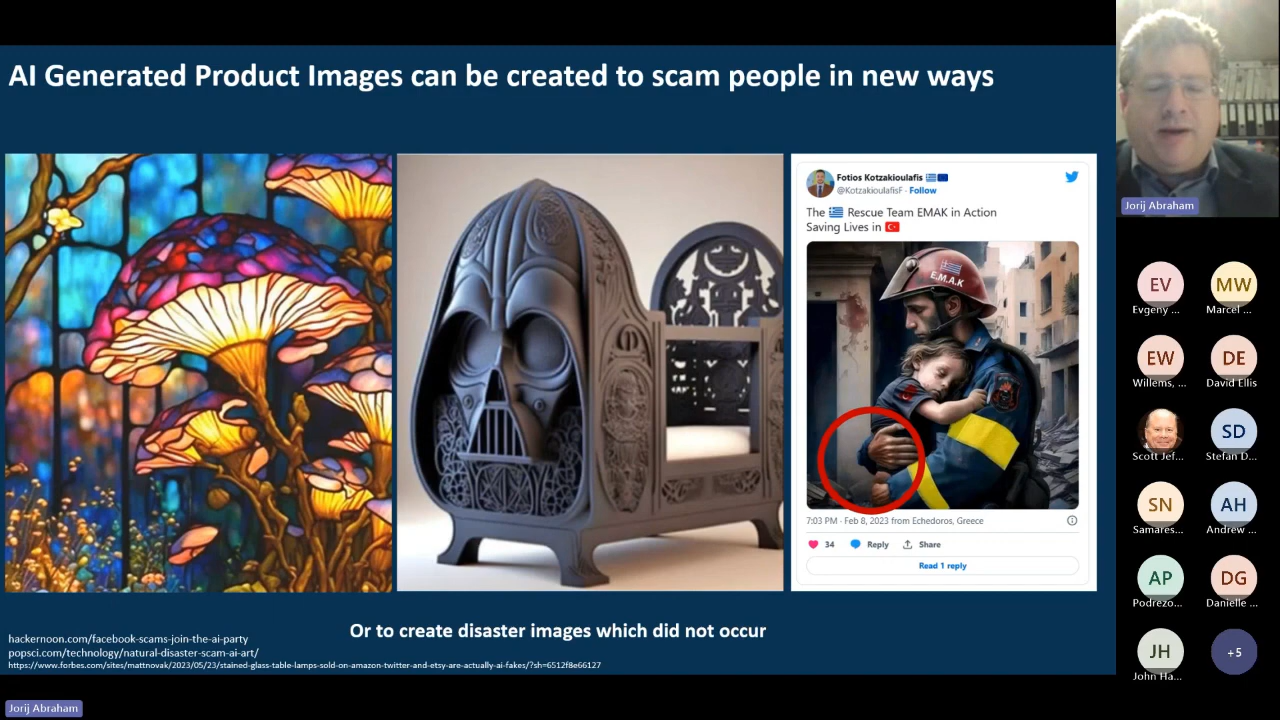 AI Generated Product Images can be created to scam people in new ways
Fotios Kotzakioulafis
@KotzakioulafisF · Follow
The 🇬🇷 Rescue Team EMAK in Action
Saving Lives in 🇹🇷
E.M.A.K
7:03 PM · Feb 8, 2023 from Echedoros, Greece
34
Reply
Share
Read 1 reply
Or to create disaster images which did not occur
hackernoon.com/facebook-scams-join-the-ai-party
popsci.com/technology/natural-disaster-scam-ai-art/
https://www.forbes.com/sites/mattnovak/2023/05/23/stained-glass-table-lamps-sold-on-amazon-twitter-and-etsy-are-actually-ai-fakes/?sh=6512f8e66127
Jorij Abraham
Jorij Abraham
EV
MW
Evgeny ...
Marcel ...
EW
DE
Willems, ...
David Ellis
SD
Scott Jef...
Stefan D...
SN
AH
Samares...
Andrew ...
AP
DG
Podrezo...
Danielle ...
JH
+5
John Ha...